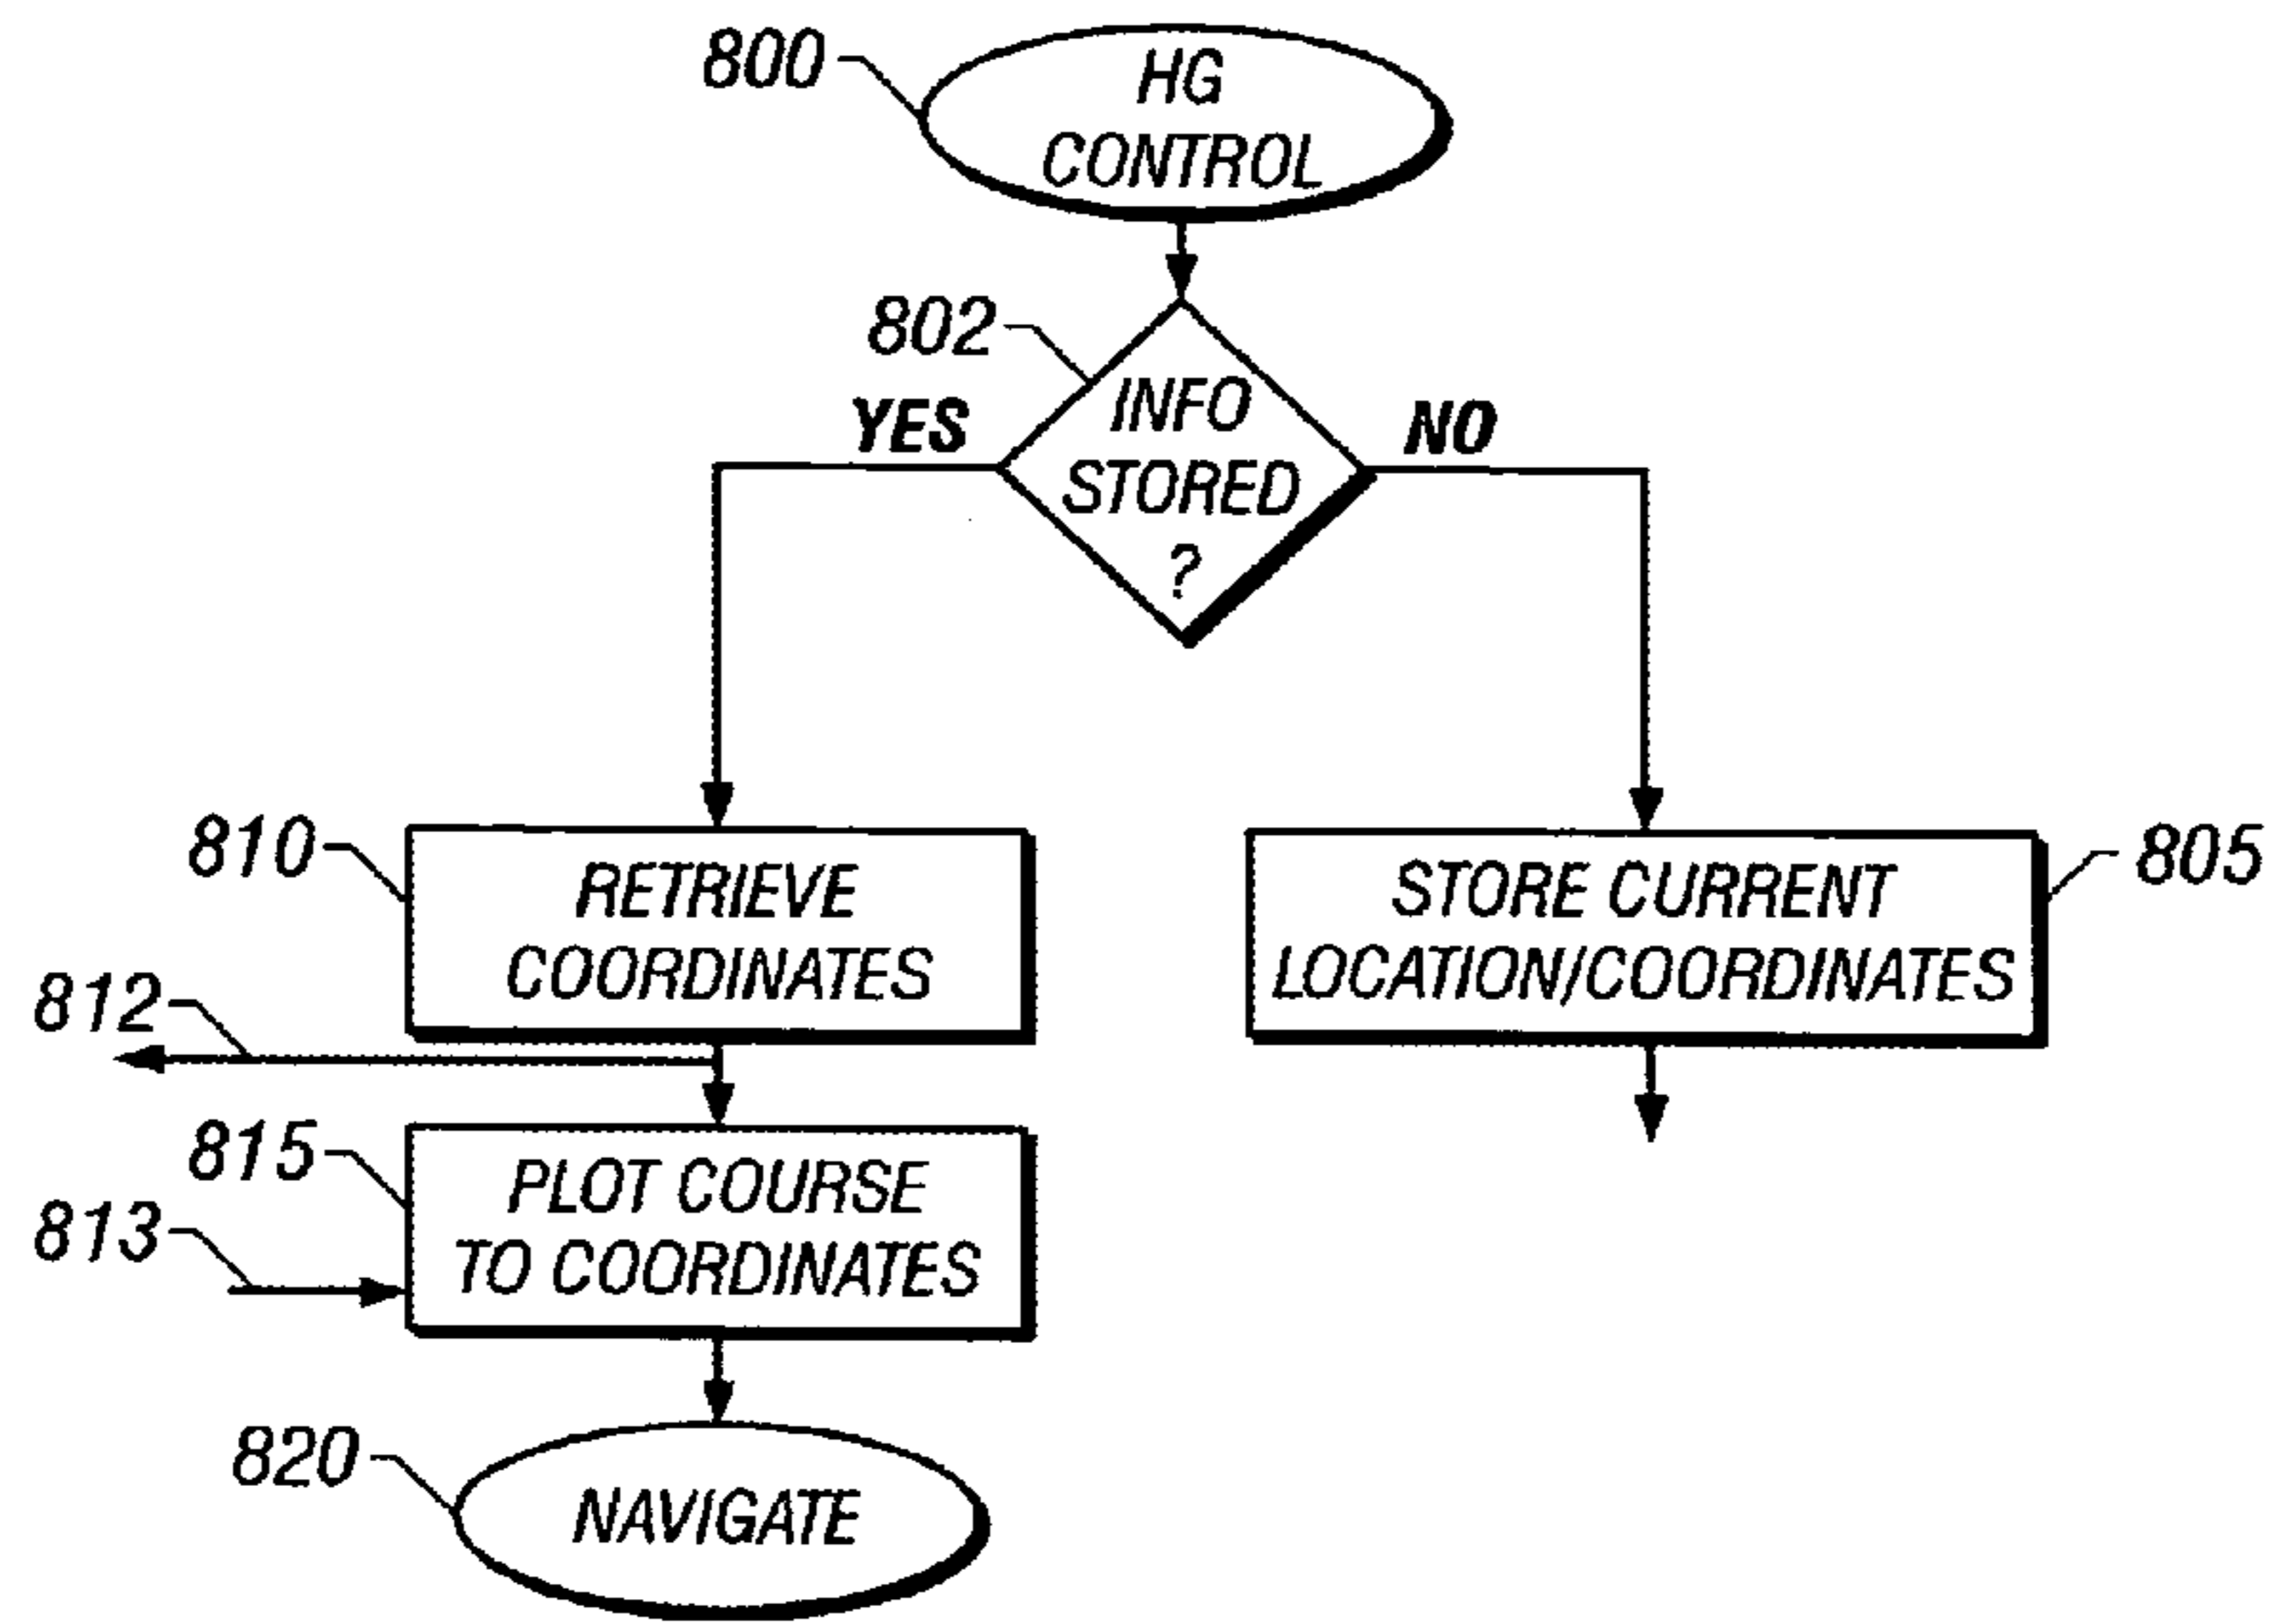 800
HG
CONTROL
802
INFO
STORED
?
YES
NO
810
RETRIEVE
COORDINATES
STORE CURRENT
LOCATION/COORDINATES
805
812
815
PLOT COURSE
TO COORDINATES
813
820
NAVIGATE